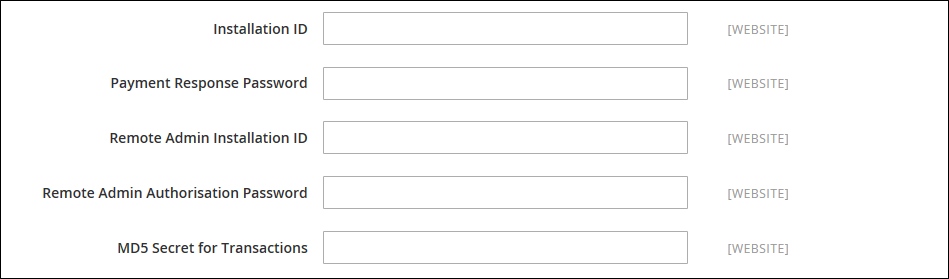 Installation ID [WEBSITE]
Payment Response Password [WEBSITE]
Remote Admin Installation ID [WEBSITE]
Remote Admin Authorisation Password [WEBSITE]
MD5 Secret for Transactions [WEBSITE]